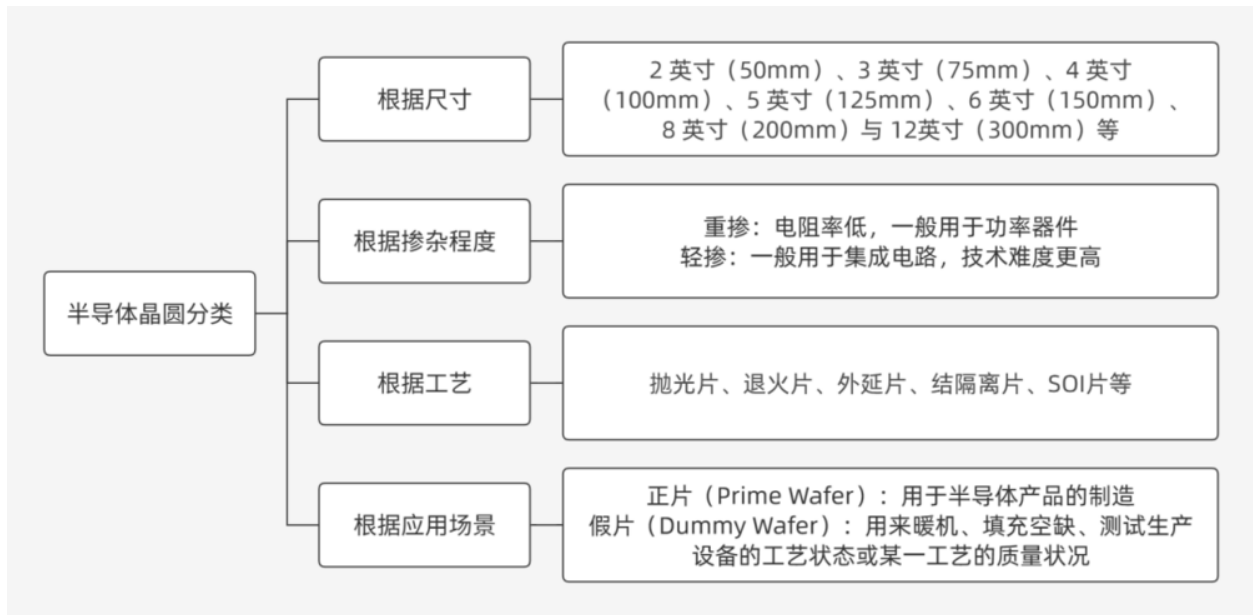 半导体晶圆分类
根据尺寸
2 英寸（50mm）、3 英寸（75mm）、4 英寸
（100mm）、5 英寸（125mm）、6 英寸（150mm）、
8 英寸（200mm）与 12英寸（300mm）等
根据掺杂程度
重掺：电阻率低，一般用于功率器件
轻掺：一般用于集成电路，技术难度更高
根据工艺
抛光片、退火片、外延片、结隔离片、SOI片等
根据应用场景
正片（Prime Wafer）：用于半导体产品的制造
假片（Dummy Wafer）：用来暖机、填充空缺、测试生产
设备的工艺状态或某一工艺的质量状况